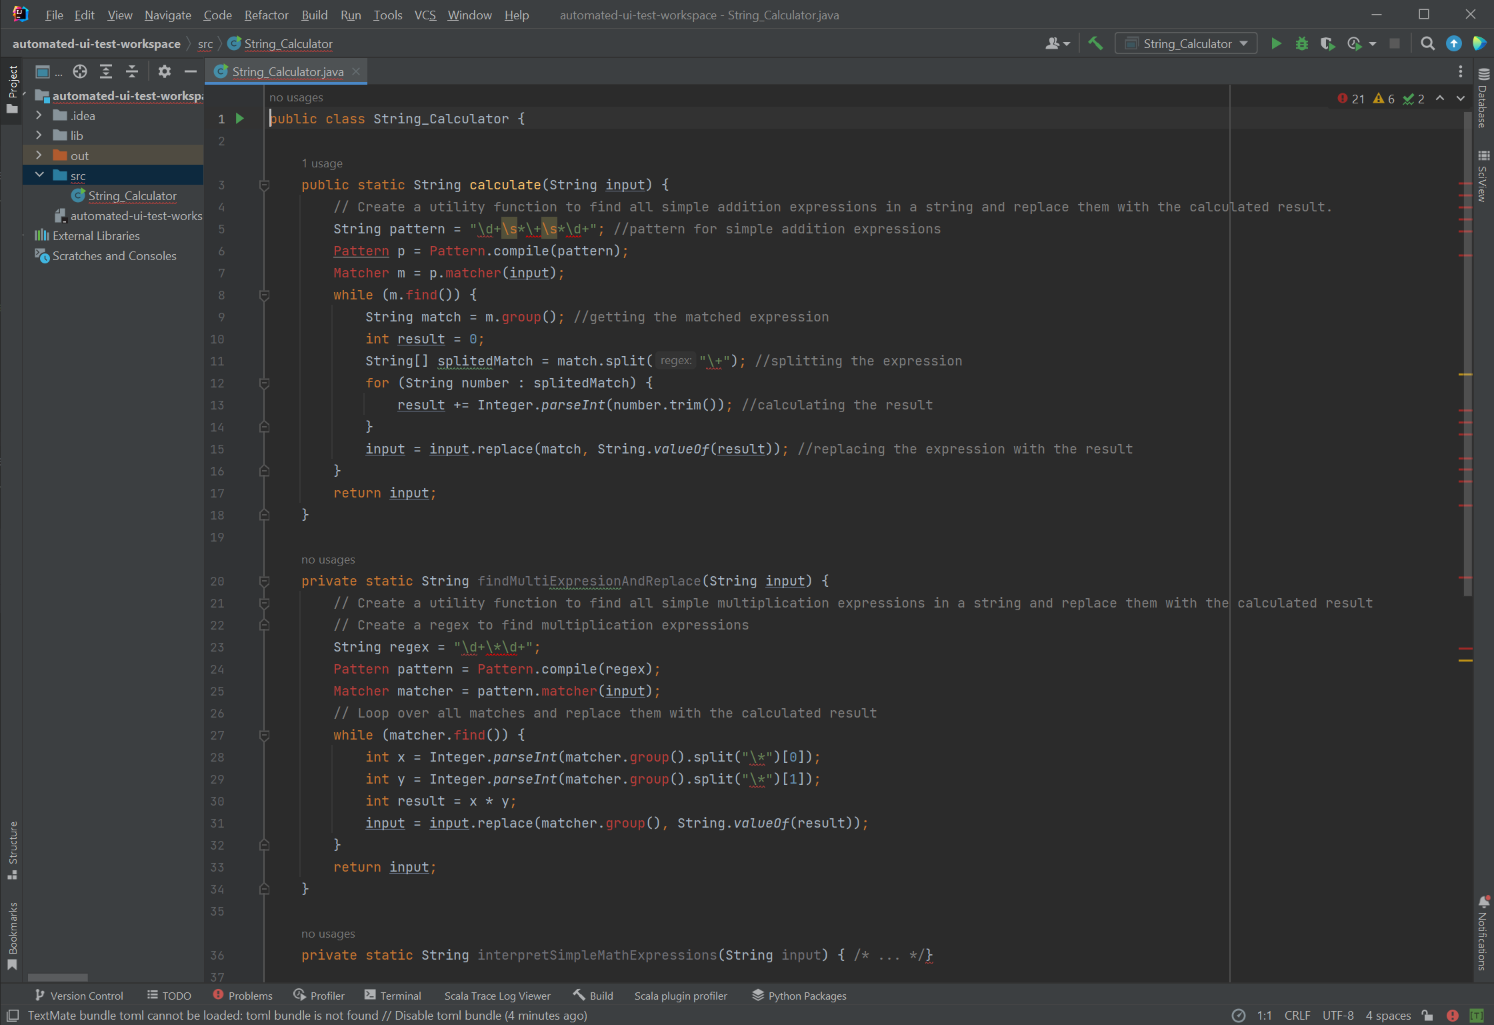 File Edit View Navigate Code Refactor Build Run Tools VCS Window Help automated-ui-test-workspace - String_Calculator.java
automated-ui-test-workspace src String_Calculator
String_Calculator
Project
...
String_Calculator.java
automated-ui-test-workspa
.idea
lib
out
src
String_Calculator
automated-ui-test-works
External Libraries
Scratches and Consoles
21 6 2
no usages
1 public class String_Calculator {
2
1 usage
3 public static String calculate(String input) {
4 // Create a utility function to find all simple addition expressions in a string and replace them with the calculated result.
5 String pattern = "\d+\s*\+\s*\d+"; //pattern for simple addition expressions
6 Pattern p = Pattern.compile(pattern);
7 Matcher m = p.matcher(input);
8 while (m.find()) {
9 String match = m.group(); //getting the matched expression
10 int result = 0;
11 String[] splitedMatch = match.split( regex: "\+"); //splitting the expression
12 for (String number : splitedMatch) {
13 result += Integer.parseInt(number.trim()); //calculating the result
14 }
15 input = input.replace(match, String.valueOf(result)); //replacing the expression with the result
16 }
17 return input;
18 }
19
no usages
20 private static String findMultiExpresionAndReplace(String input) {
21 // Create a utility function to find all simple multiplication expressions in a string and replace them with the calculated result
22 // Create a regex to find multiplication expressions
23 String regex = "\d+\*\d+";
24 Pattern pattern = Pattern.compile(regex);
25 Matcher matcher = pattern.matcher(input);
26 // Loop over all matches and replace them with the calculated result
27 while (matcher.find()) {
28 int x = Integer.parseInt(matcher.group().split("\*")[0]);
29 int y = Integer.parseInt(matcher.group().split("\*")[1]);
30 int result = x * y;
31 input = input.replace(matcher.group(), String.valueOf(result));
32 }
33 return input;
34 }
35
no usages
36 private static String interpretSimpleMathExpressions(String input) { /* ... */}
37
Database
SciView
Notifications
Structure
Bookmarks
Version Control TODO Problems Profiler Terminal Scala Trace Log Viewer Build Scala plugin profiler Python Packages
TextMate bundle toml cannot be loaded: toml bundle is not found // Disable toml bundle (4 minutes ago) 1:1 CRLF UTF-8 4 spaces